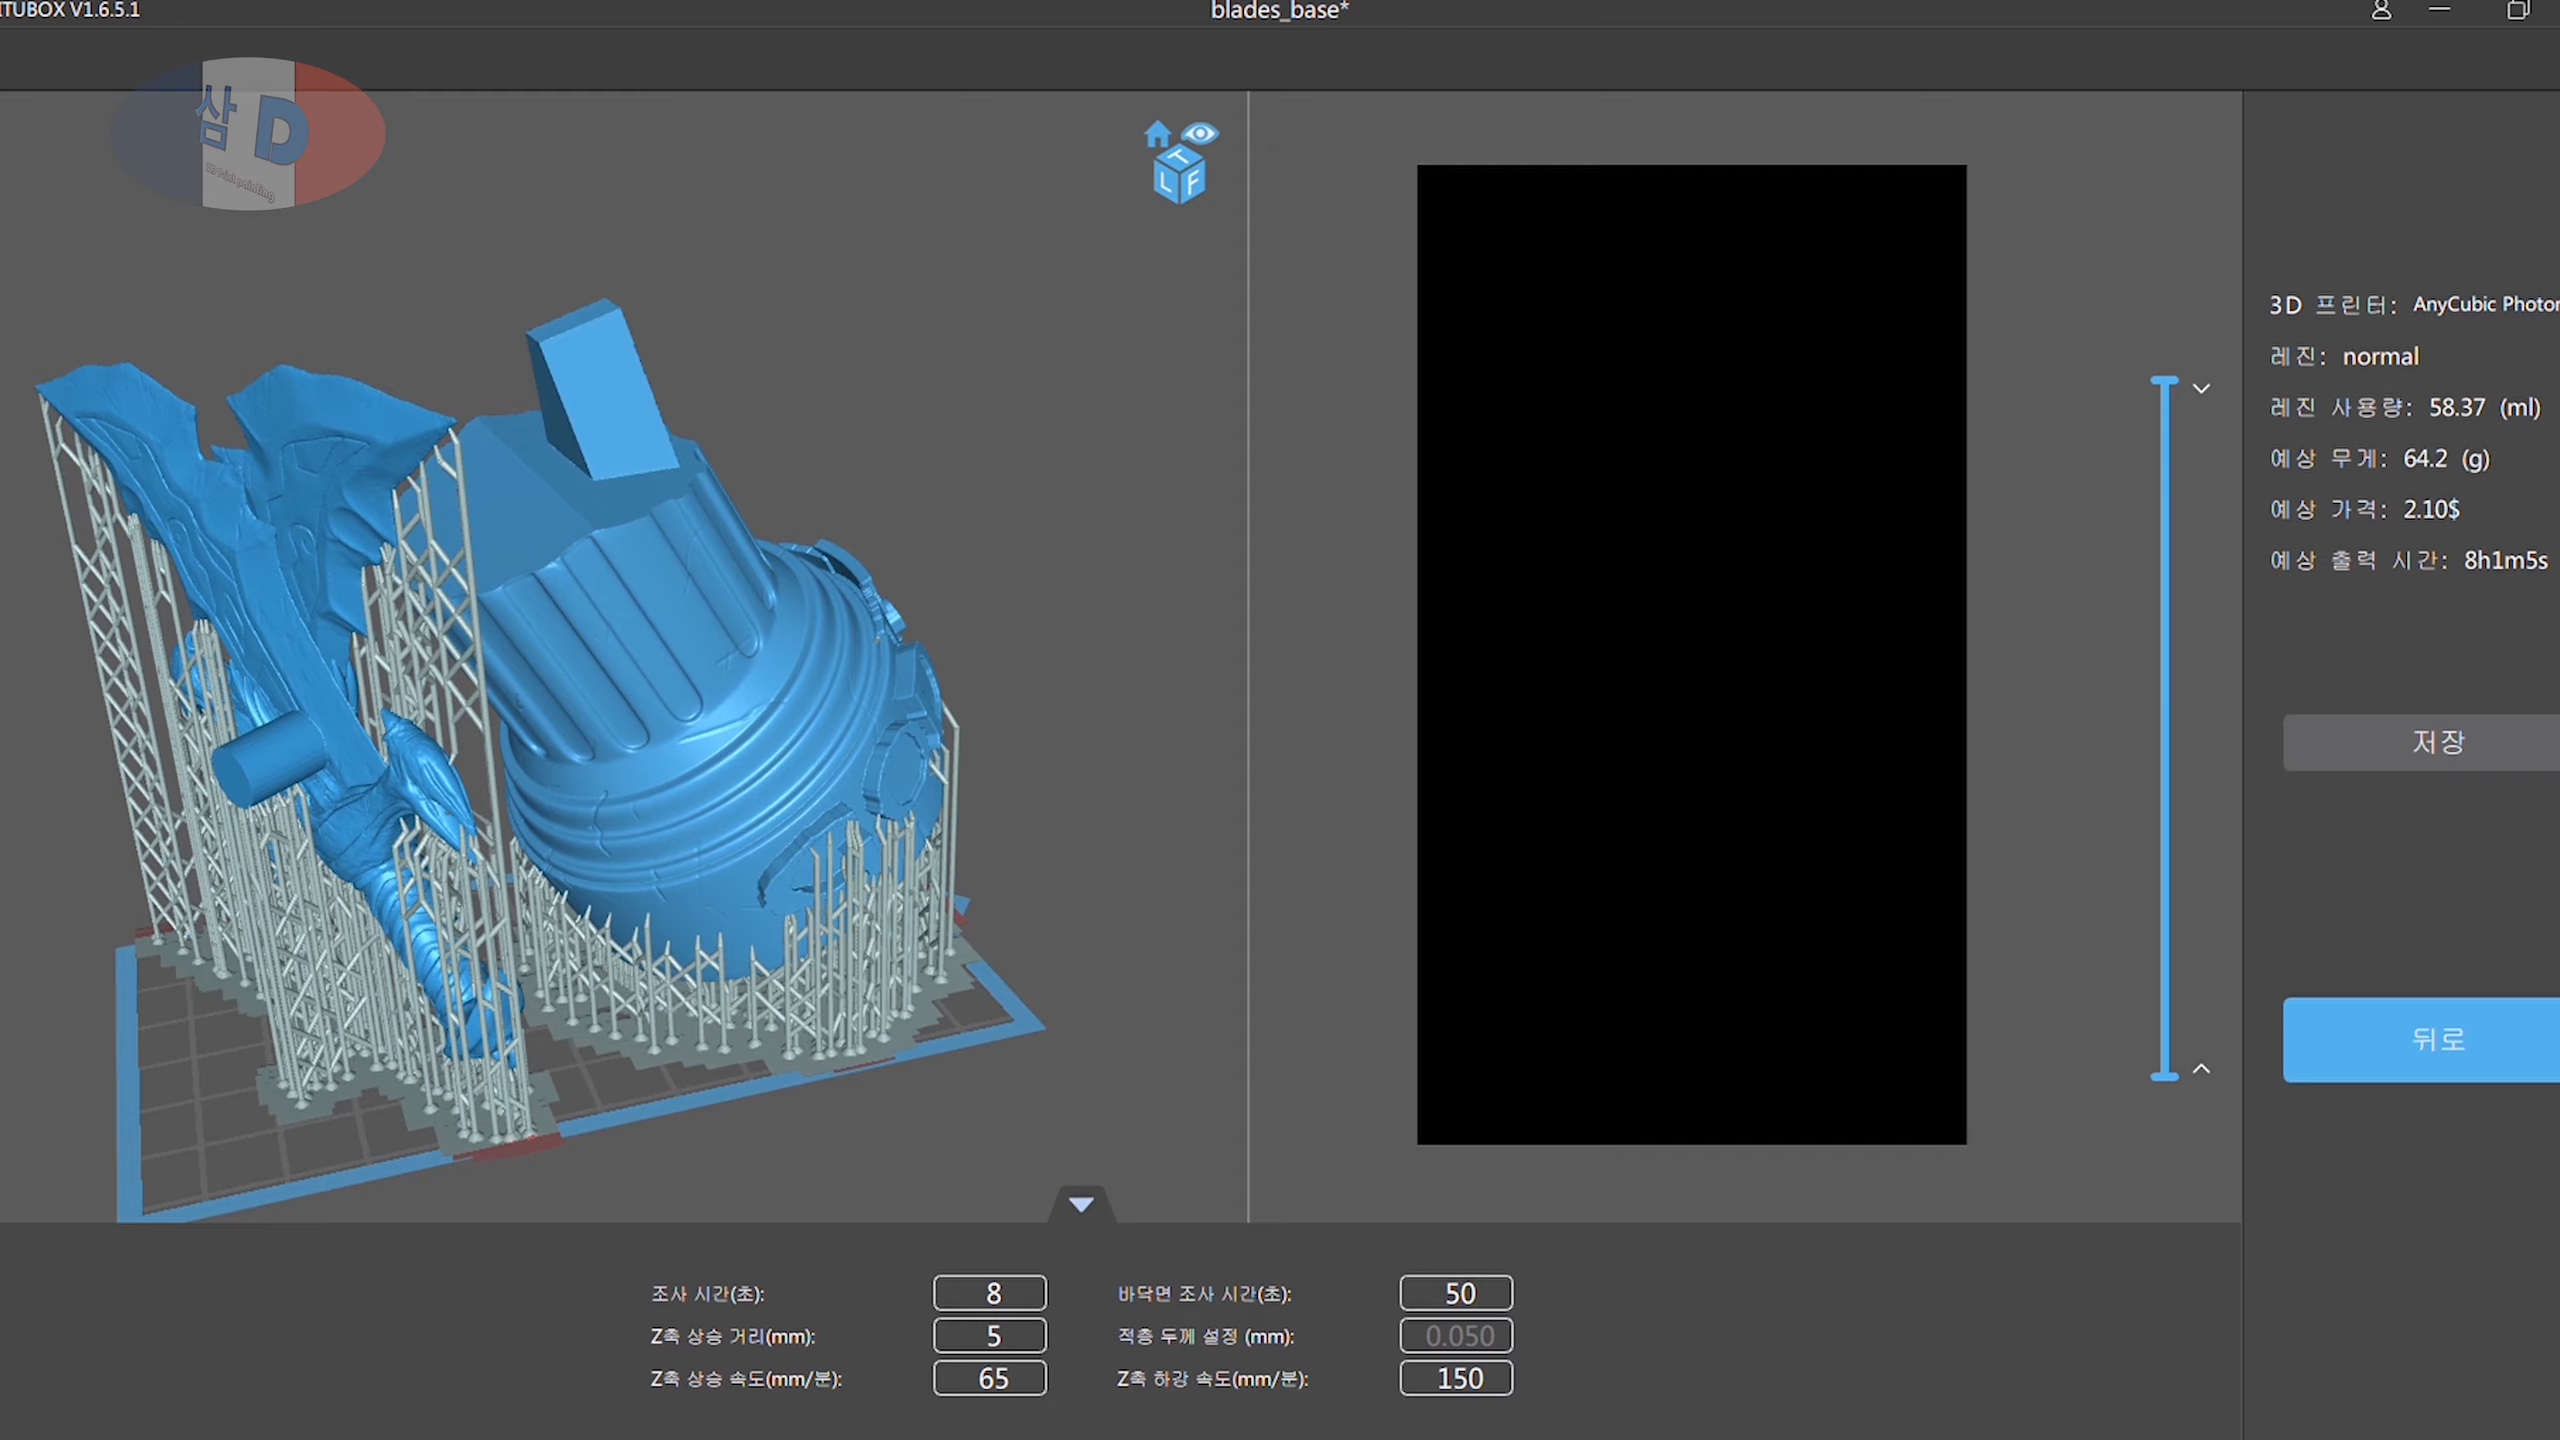 ITUBOX V1.6.5.1
blades_base*
삼 D
3D Print painting
T
L F
3D 프린터: AnyCubic Photon
레진: normal
레진 사용량: 58.37 (ml)
예상 무게: 64.2 (g)
예상 가격: 2.10$
예상 출력 시간: 8h1m5s
저장
뒤로
조사 시간(초): 8 바닥면 조사 시간(초): 50
Z축 상승 거리(mm): 5 적층 두께 설정 (mm): 0.050
Z축 상승 속도(mm/분): 65 Z축 하강 속도(mm/분): 150